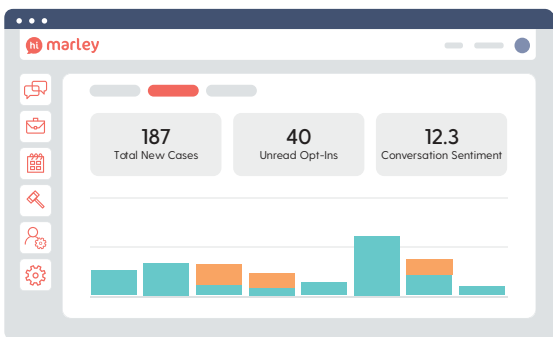 hi marley
187
Total New Cases
40
Unread Opt-Ins
12.3
Conversation Sentiment